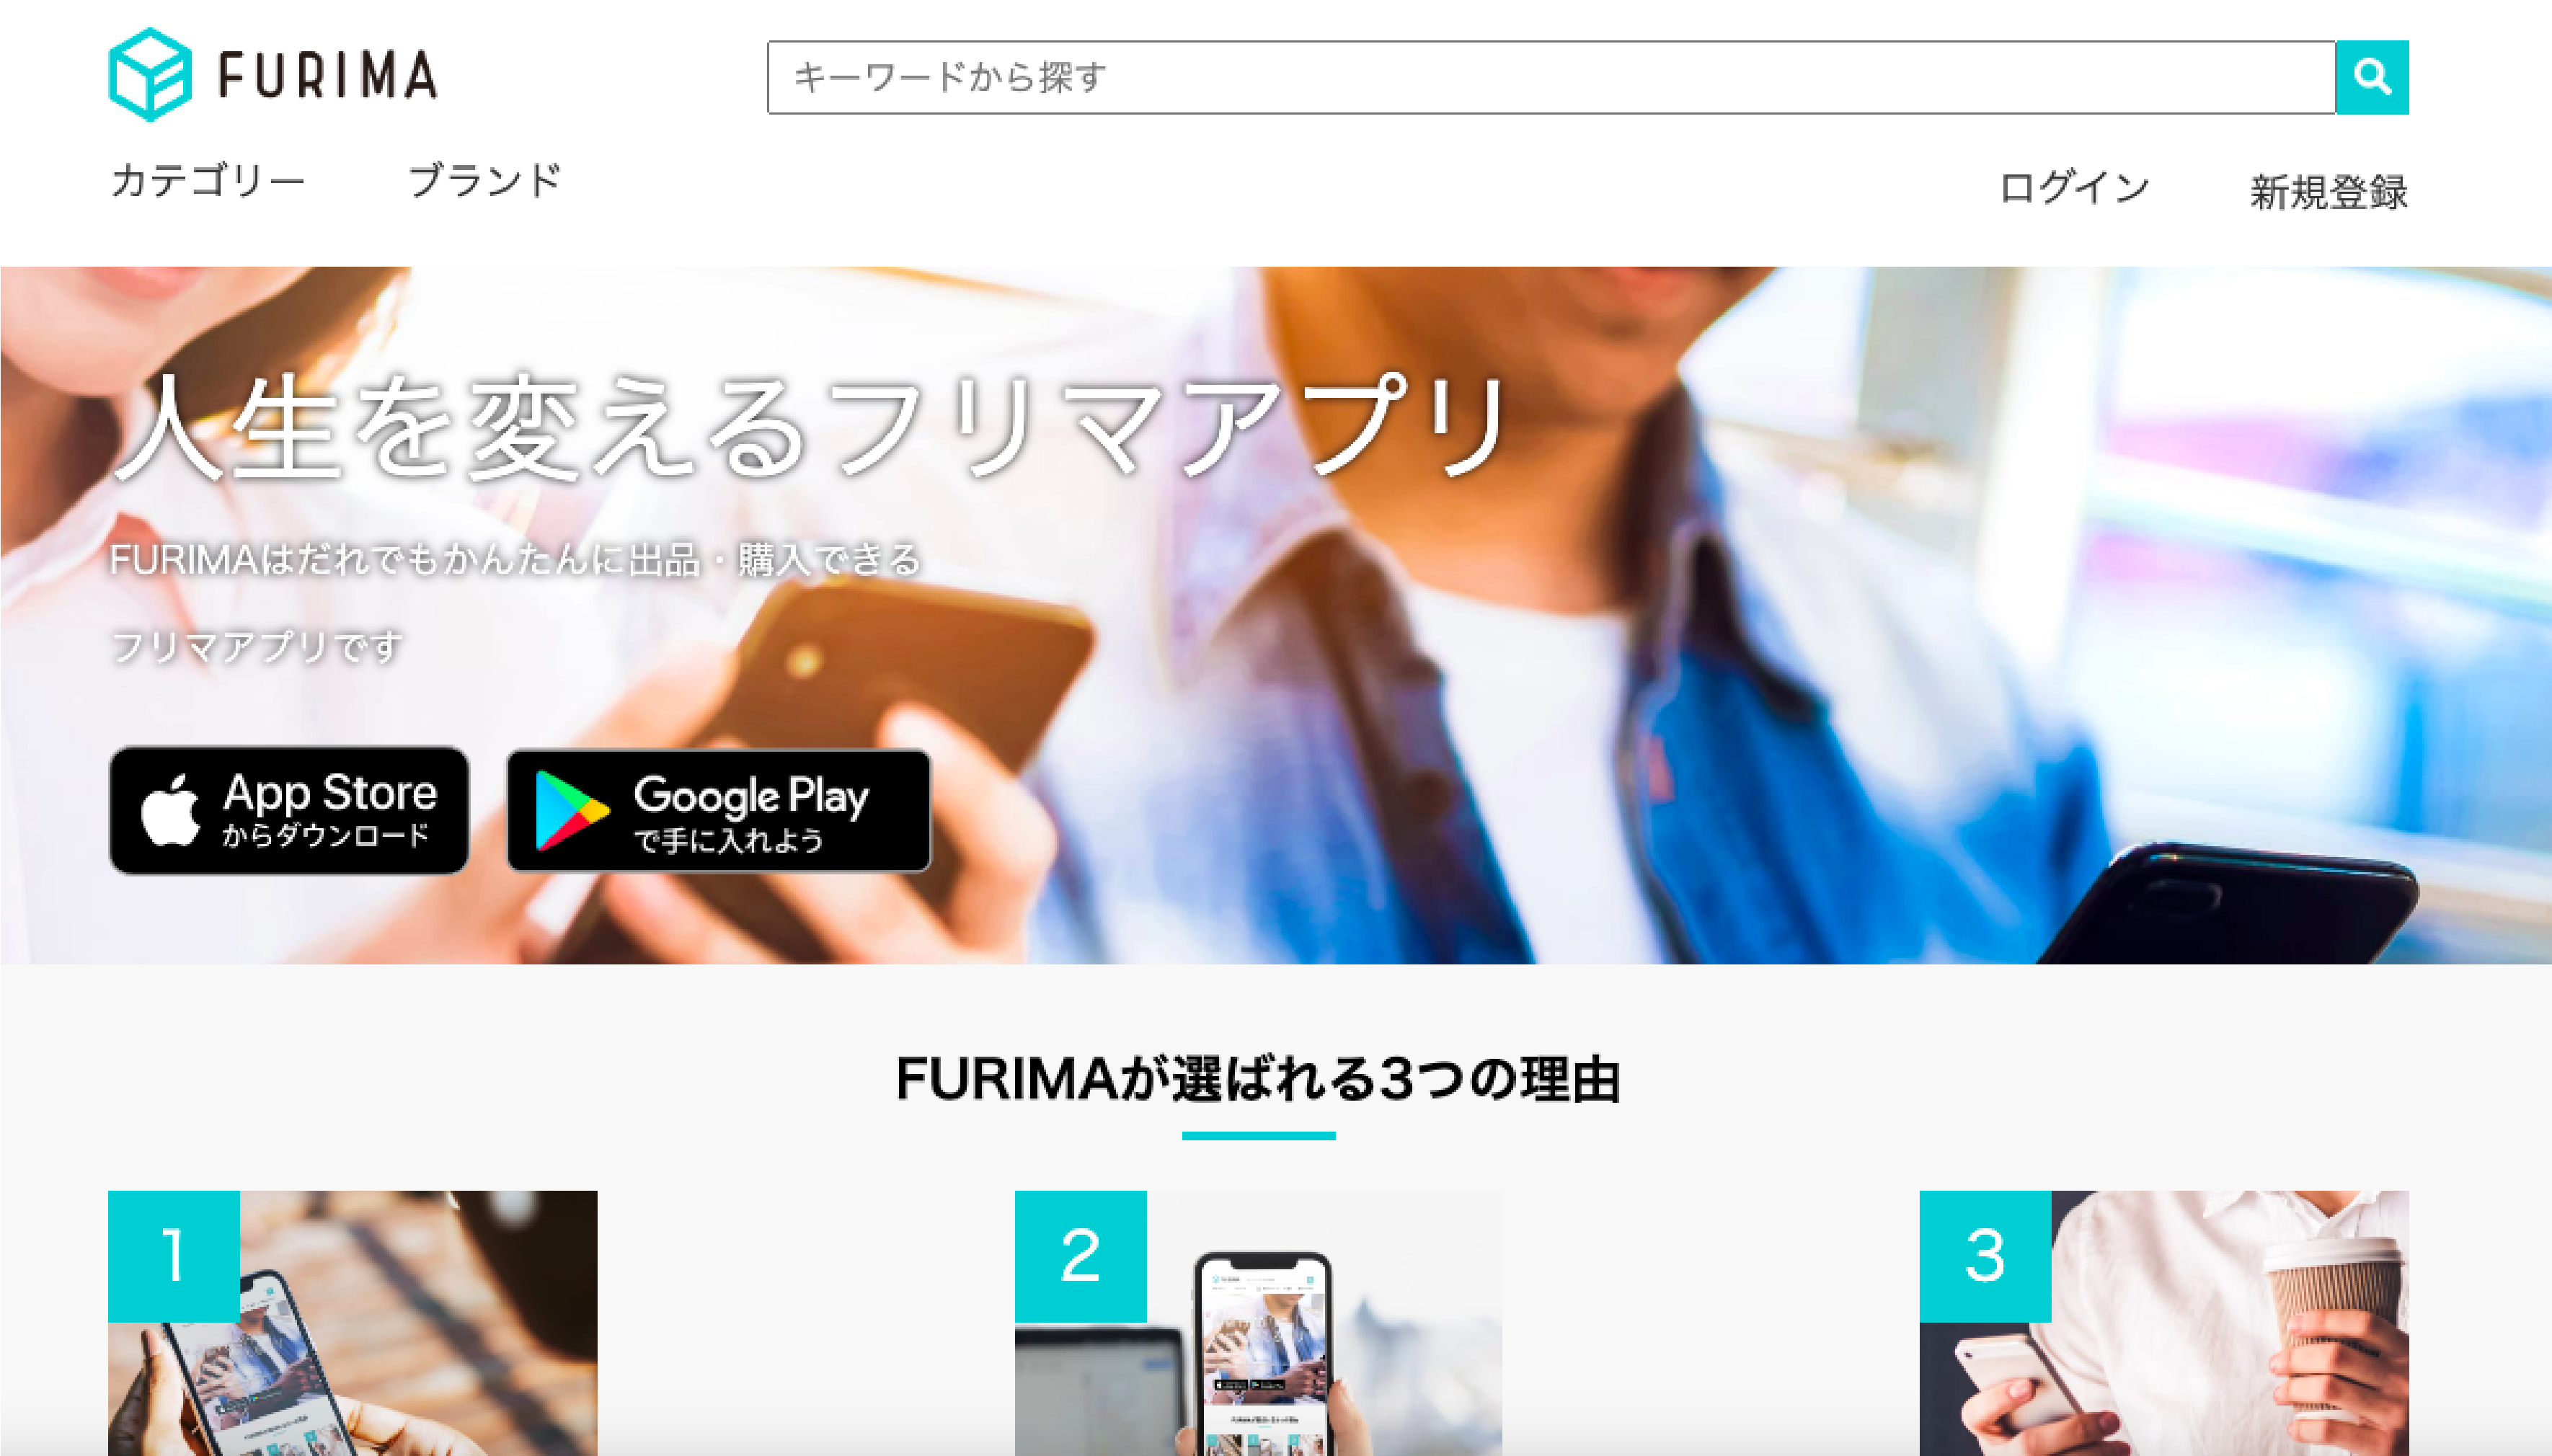 FURIMA
キーワードから探す
カテゴリー
ブランド
ログイン
新規登録
人生を変えるフリマアプリ
FURIMAはだれでもかんたんに出品・購入できる
フリマアプリです
App Store
からダウンロード
Google Play
で手に入れよう
FURIMAが選ばれる3つの理由
1
2
3